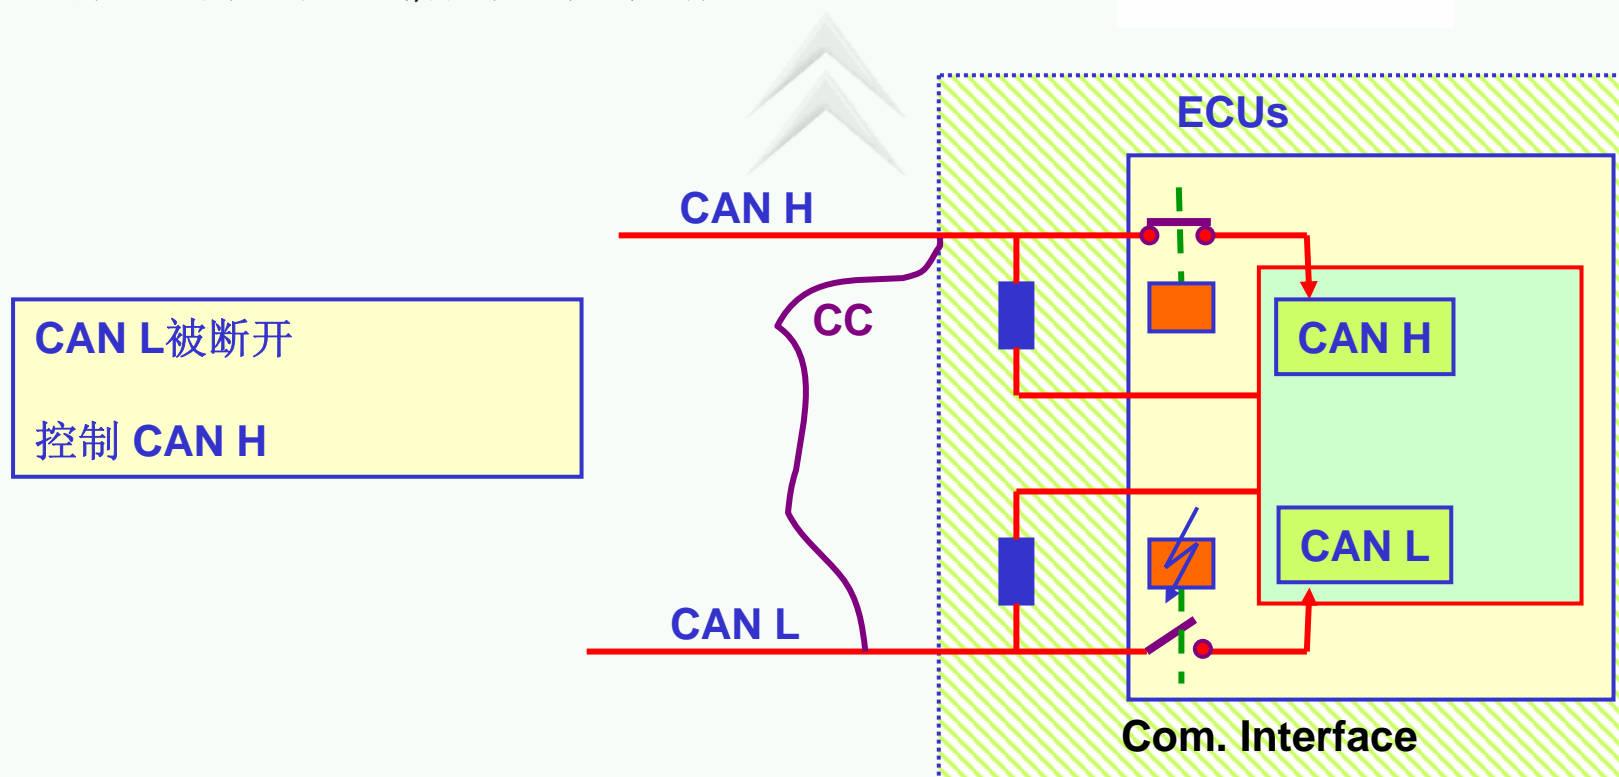 ECUs
CAN H
CC
CAN L被断开
控制 CAN H
CAN H
CAN L
CAN L
Com. Interface